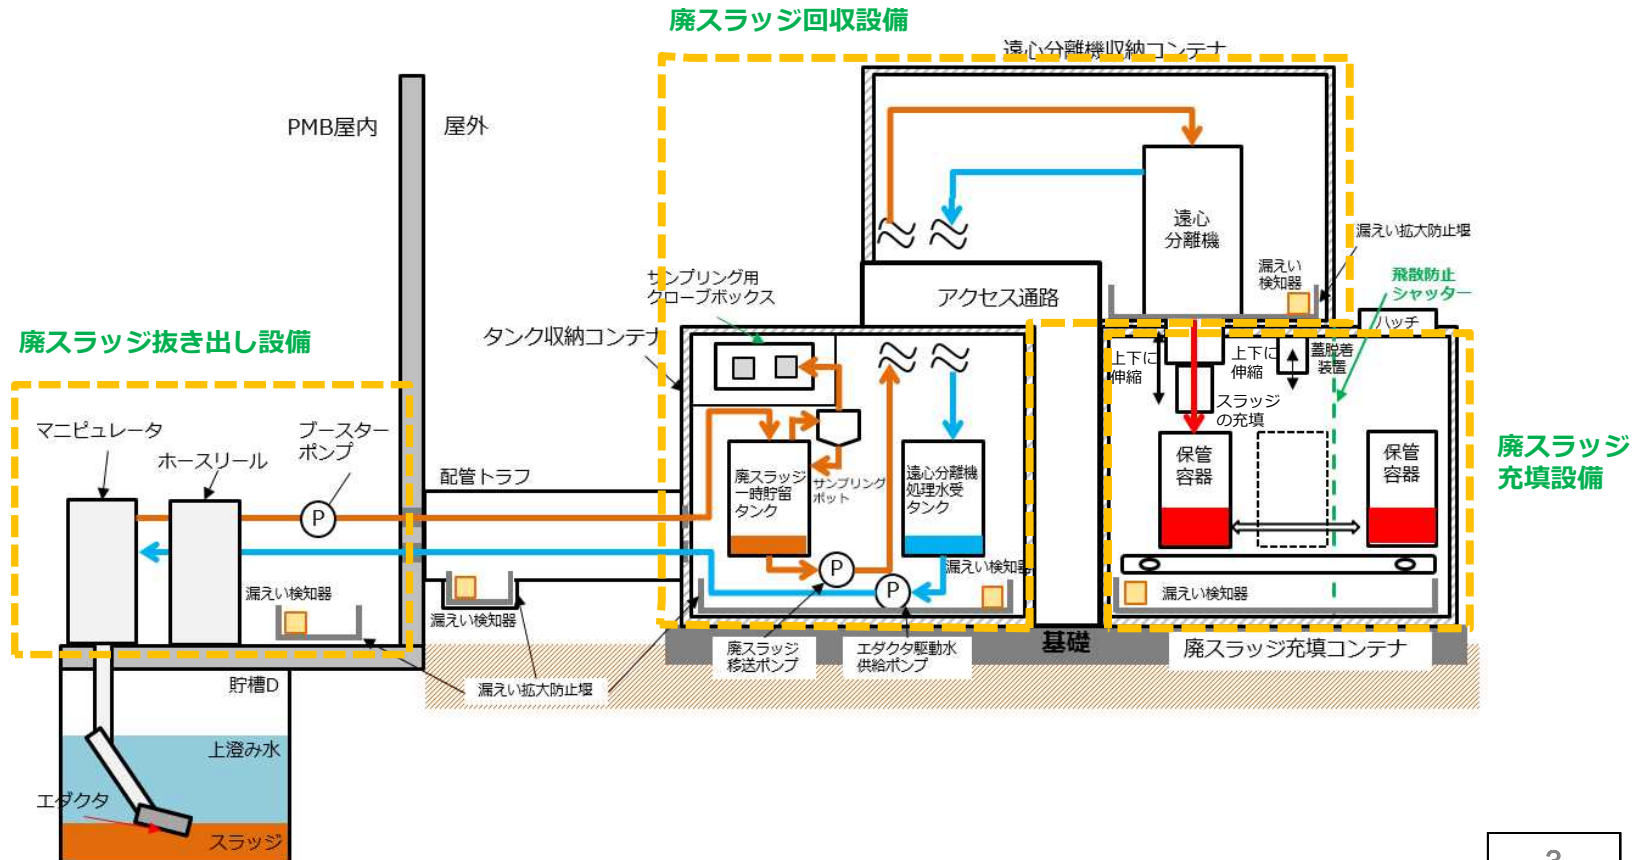 廃スラッジ回収設備
遠心分離機収納コンテナ
PMB屋内
屋外
遠心
分離機
漏えい拡大防止堰
漏えい
検知器
飛散防止
シャッター
サンプリング用
グローブボックス
アクセス通路
ハッチ
タンク収納コンテナ
廃スラッジ抜き出し設備
上下に
伸縮
上下に
伸縮
蓋脱着
装置
スラッジ
の充填
マニピュレータ
ホースリール
ブースター
ポンプ
配管トラフ
廃スラッジ
一時貯留
タンク
サンプリング
ポット
遠心分離機
処理水受
タンク
保管
容器
保管
容器
廃スラッジ
充填設備
P
P
P
漏えい検知器
漏えい検知器
漏えい検知器
漏えい検知器
廃スラッジ
移送ポンプ
エダクタ駆動水
供給ポンプ
基礎
廃スラッジ充填コンテナ
漏えい拡大防止堰
貯槽D
上澄み水
エダクタ
スラッジ